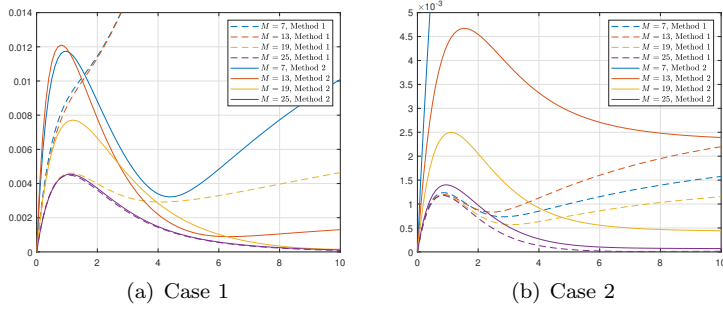 0.014
0.012
0.01
0.008
0.006
0.004
0.002
0
0 2 4 6 8 10
M = 7, Method 1
M = 13, Method 1
M = 19, Method 1
M = 25, Method 1
M = 7, Method 2
M = 13, Method 2
M = 19, Method 2
M = 25, Method 2
(a) Case 1
×10⁻³
5
4.5
4
3.5
3
2.5
2
1.5
1
0.5
0
0 2 4 6 8 10
M = 7, Method 1
M = 13, Method 1
M = 19, Method 1
M = 25, Method 1
M = 7, Method 2
M = 13, Method 2
M = 19, Method 2
M = 25, Method 2
(b) Case 2